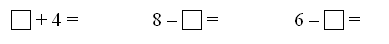 □ + 4 = 8 – □ = 6 – □ =